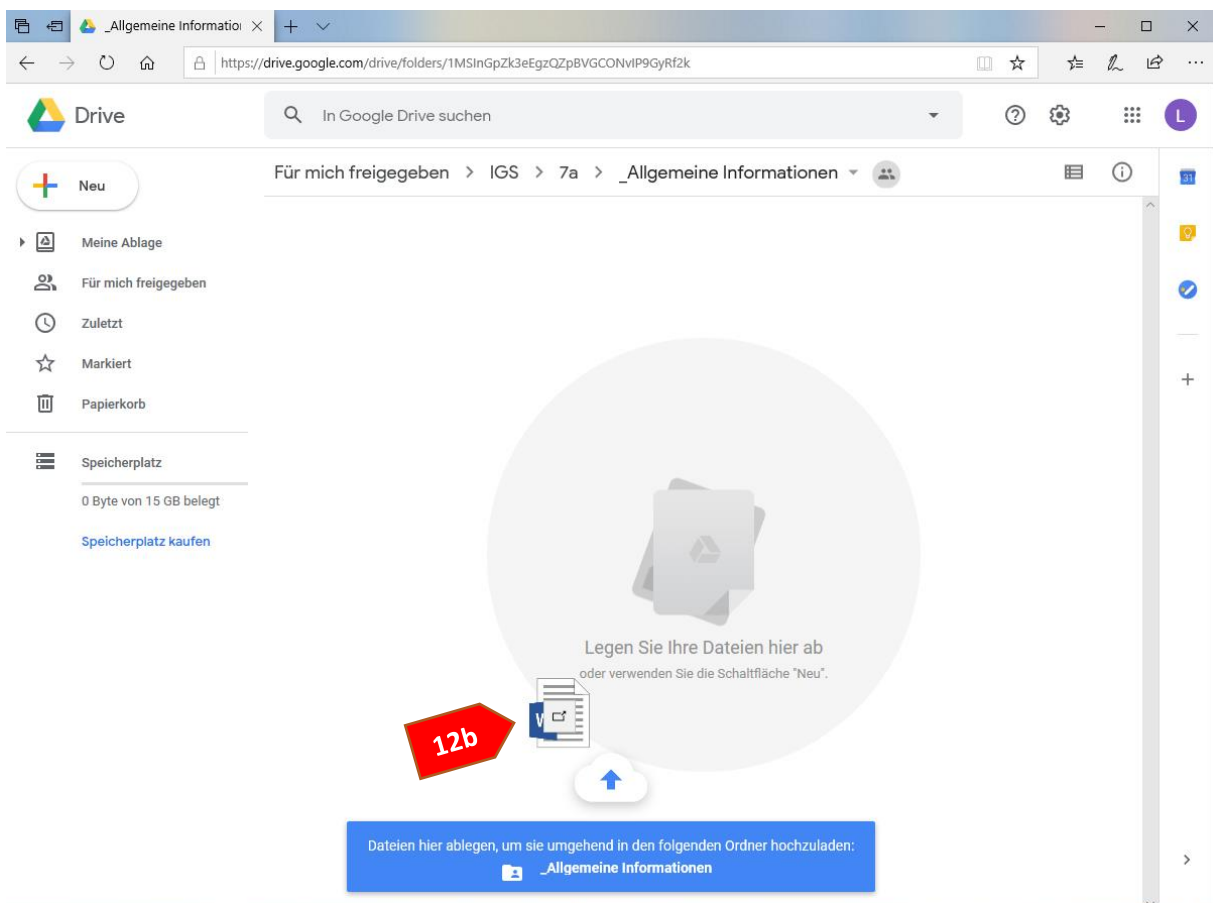 _Allgemeine Information
https://drive.google.com/drive/folders/1MSInGpZk3eEgzQZpBVGCONvIP9GyRf2k
Drive
In Google Drive suchen
L
Neu
Für mich freigegeben > IGS > 7a > _Allgemeine Informationen
31
Meine Ablage
Für mich freigegeben
Zuletzt
Markiert
Papierkorb
Speicherplatz
0 Byte von 15 GB belegt
Speicherplatz kaufen
Legen Sie Ihre Dateien hier ab
oder verwenden Sie die Schaltfläche "Neu".
W
12b
Dateien hier ablegen, um sie umgehend in den folgenden Ordner hochzuladen:
_Allgemeine Informationen